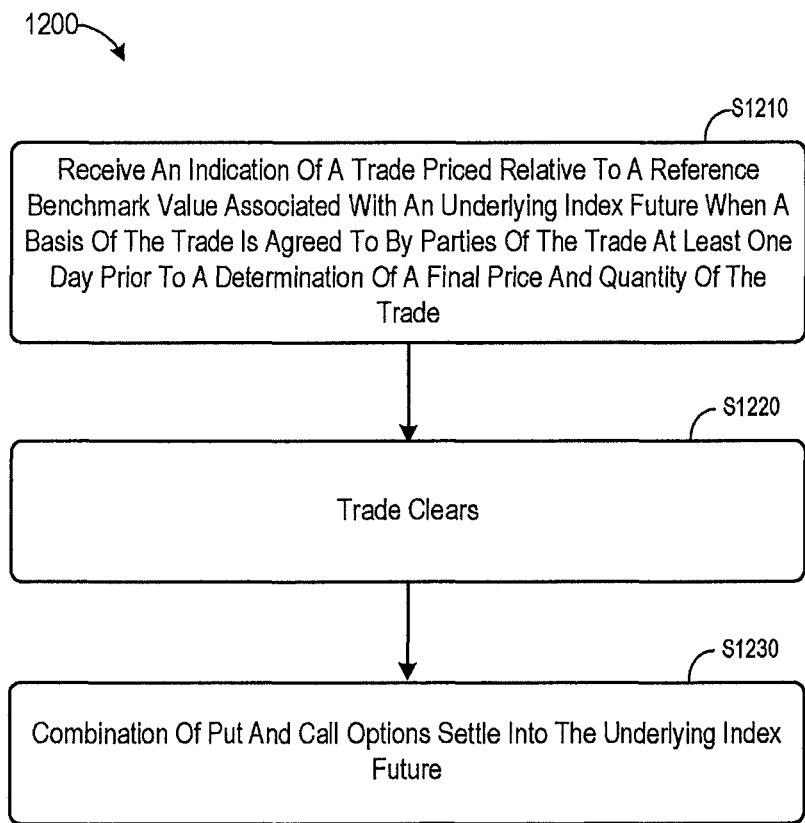 1200
S1210
Receive An Indication Of A Trade Priced Relative To A Reference
Benchmark Value Associated With An Underlying Index Future When A
Basis Of The Trade Is Agreed To By Parties Of The Trade At Least One
Day Prior To A Determination Of A Final Price And Quantity Of The
Trade
S1220
Trade Clears
S1230
Combination Of Put And Call Options Settle Into The Underlying Index
Future